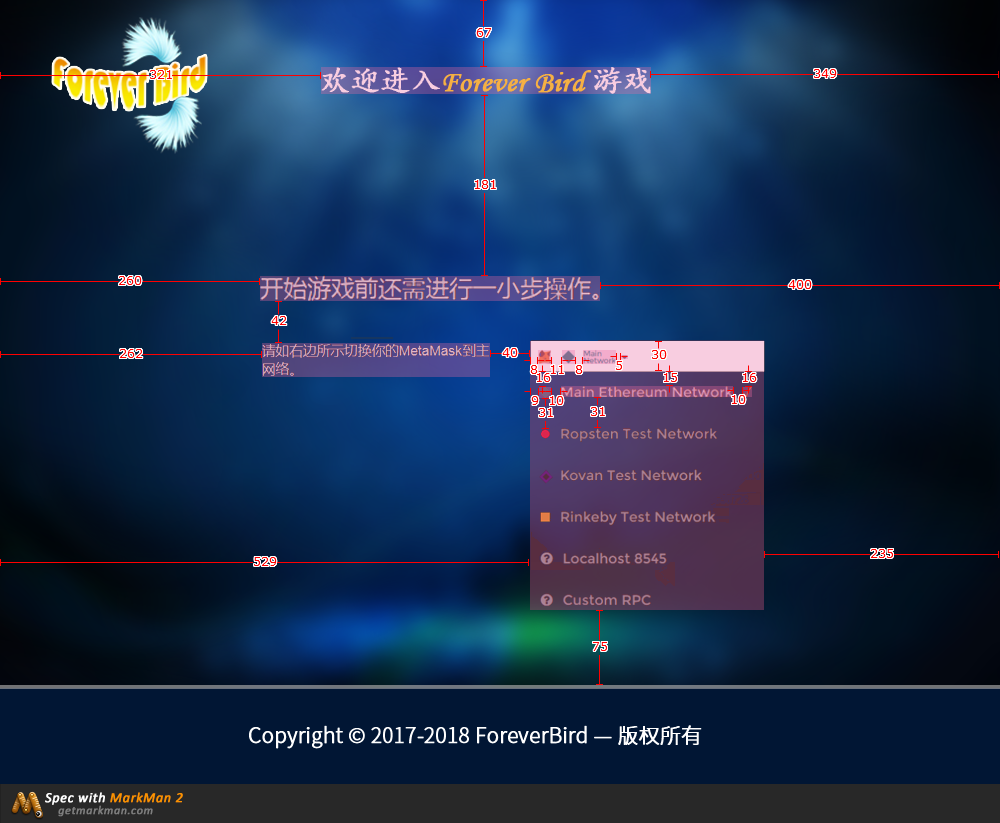 67
Forever Bird
321
欢迎进入Forever Bird游戏
349
181
260
开始游戏前还需进行一小步操作。
400
42
262
请如右边所示切换你的MetaMask到主
网络。
40
Main
Network
30
5
8 11 8
16 15 16
Main Ethereum Network
9 10 10
31 31
Ropsten Test Network
Kovan Test Network
Rinkeby Test Network
Localhost 8545
529
235
Custom RPC
75
Copyright © 2017-2018 ForeverBird — 版权所有
Spec with MarkMan 2
getmarkman.com